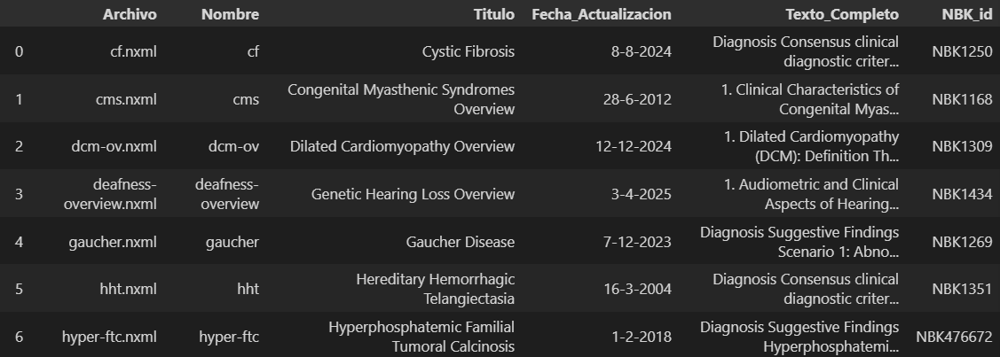 Archivo Nombre Titulo Fecha_Actualizacion Texto_Completo NBK_id
0 cf.nxml cf Cystic Fibrosis 8-8-2024 Diagnosis Consensus clinical diagnostic criter... NBK1250
1 cms.nxml cms Congenital Myasthenic Syndromes Overview 28-6-2012 1. Clinical Characteristics of Congenital Myas... NBK1168
2 dcm-ov.nxml dcm-ov Dilated Cardiomyopathy Overview 12-12-2024 1. Dilated Cardiomyopathy (DCM): Definition Th... NBK1309
3 deafness-overview.nxml deafness-overview Genetic Hearing Loss Overview 3-4-2025 1. Audiometric and Clinical Aspects of Hearing... NBK1434
4 gaucher.nxml gaucher Gaucher Disease 7-12-2023 Diagnosis Suggestive Findings Scenario 1: Abno... NBK1269
5 hht.nxml hht Hereditary Hemorrhagic Telangiectasia 16-3-2004 Diagnosis Consensus clinical diagnostic criter... NBK1351
6 hyper-ftc.nxml hyper-ftc Hyperphosphatemic Familial Tumoral Calcinosis 1-2-2018 Diagnosis Suggestive Findings Hyperphosphatemi... NBK476672